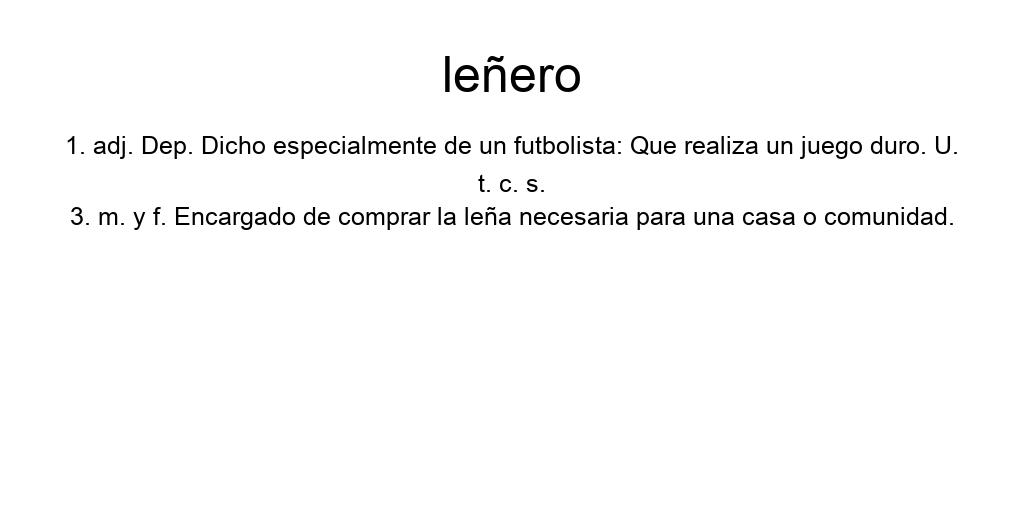 leñero
1. adj. Dep. Dicho especialmente de un futbolista: Que realiza un juego duro. U.
t. c. s.
3. m. y f. Encargado de comprar la leña necesaria para una casa o comunidad.